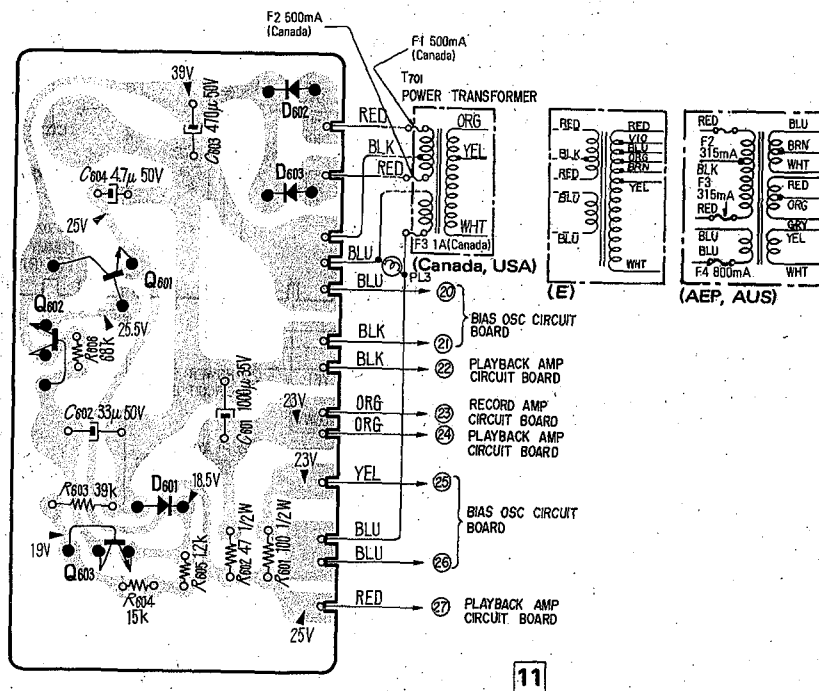 F2 500mA
(Canada)
F1 500mA
(Canada)
T701
POWER TRANSFORMER
39V
C603 470μ 50V
D602
RED
BLK
RED
ORG
YEL
WHT
F3 1A (Canada)
(Canada, USA)
D603
C604 4.7μ 50V
25V
Q601
Q602
25.5V
R606
68k
BLU
PL3
BLU
20
BLK
21
BIAS OSC CIRCUIT
BOARD
BLK
22
PLAYBACK AMP
CIRCUIT BOARD
C602 33μ 50V
C601 1000μ 35V
23V
ORG
23
RECORD AMP
CIRCUIT BOARD
ORG
24
PLAYBACK AMP
CIRCUIT BOARD
23V
YEL
25
BIAS OSC CIRCUIT
BOARD
R603 39k
D601
18.5V
19V
Q603
R604
15k
R605 1.2k
R602 47 1/2W
R601 100 1/2W
BLU
BLU
26
RED
27
PLAYBACK AMP
CIRCUIT BOARD
25V
RED
BLK
RED
BLU
BLU
RED
VIO
BLU
ORG
BRN
YEL
WHT
(E)
RED
F2
315mA
BLK
F3
315mA
RED
BLU
BLU
F4 800mA
BLU
BRN
WHT
RED
ORG
GRY
YEL
WHT
(AEP, AUS)
11